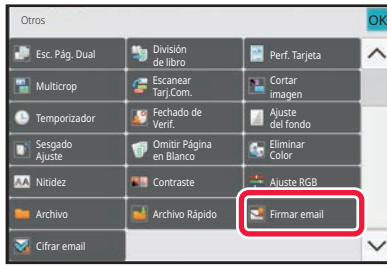 Otros
OK
Esc. Pág. Dual
División
de libro
Perf. Tarjeta
Multicrop
Escanear
Tarj.Com.
Cortar
imagen
Temporizador
Fechado de
Verif.
Ajuste
del fondo
Sesgado
Ajuste
Omitir Página
en Blanco
Eliminar
Color
Nitidez
Contraste
Ajuste RGB
Archivo
Archivo Rápido
Firmar email
Cifrar email